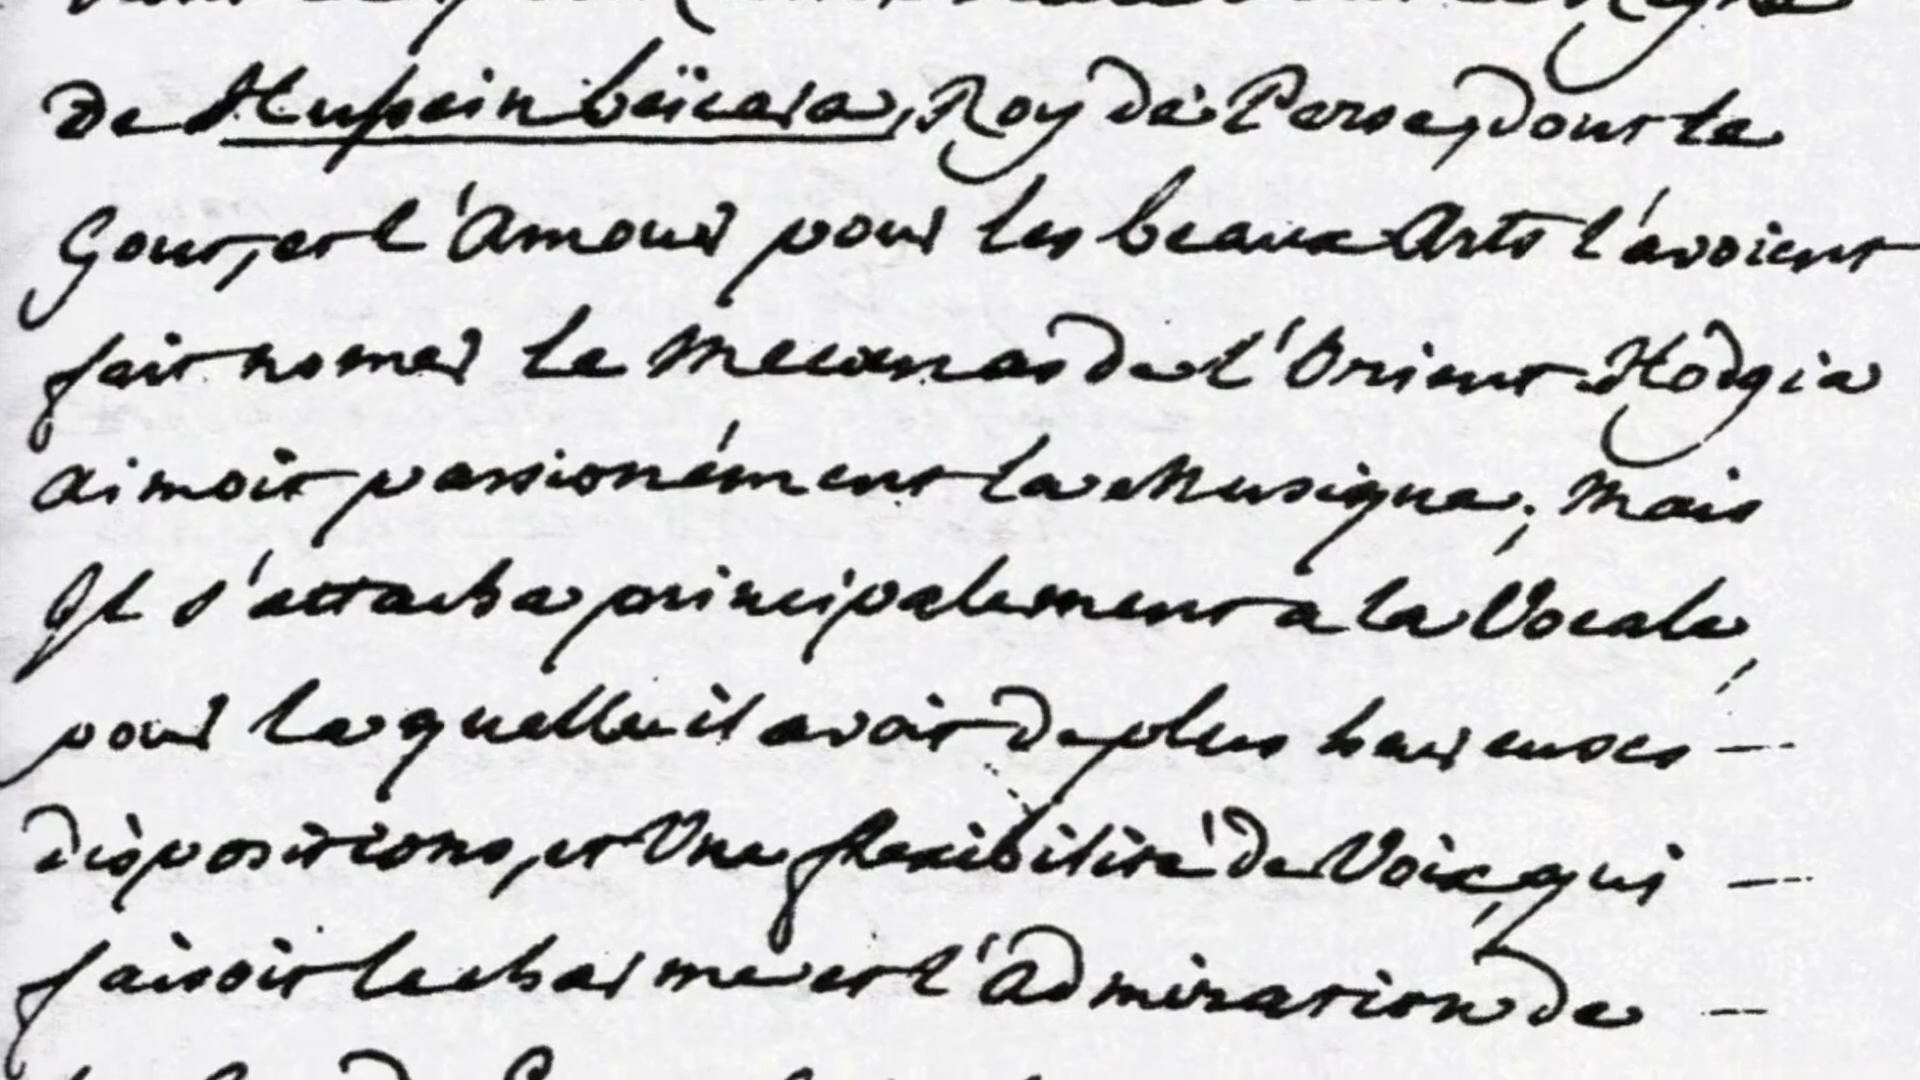 de Hussein beïcara, Roy de Perse, dont le
Gout, et l'Amour pour les beaux Arts l'avoient
fait nomer le Mecenas de l'Orient. Hodgia
aimoit passionément la Musique; mais
Il s'attacha principalement a la Vocale,
pour laquelle il avoit de plus heureuses —
dispositions, et Une flexibilité de Voix, qui —
faisoit le charme et l'Admiration de —